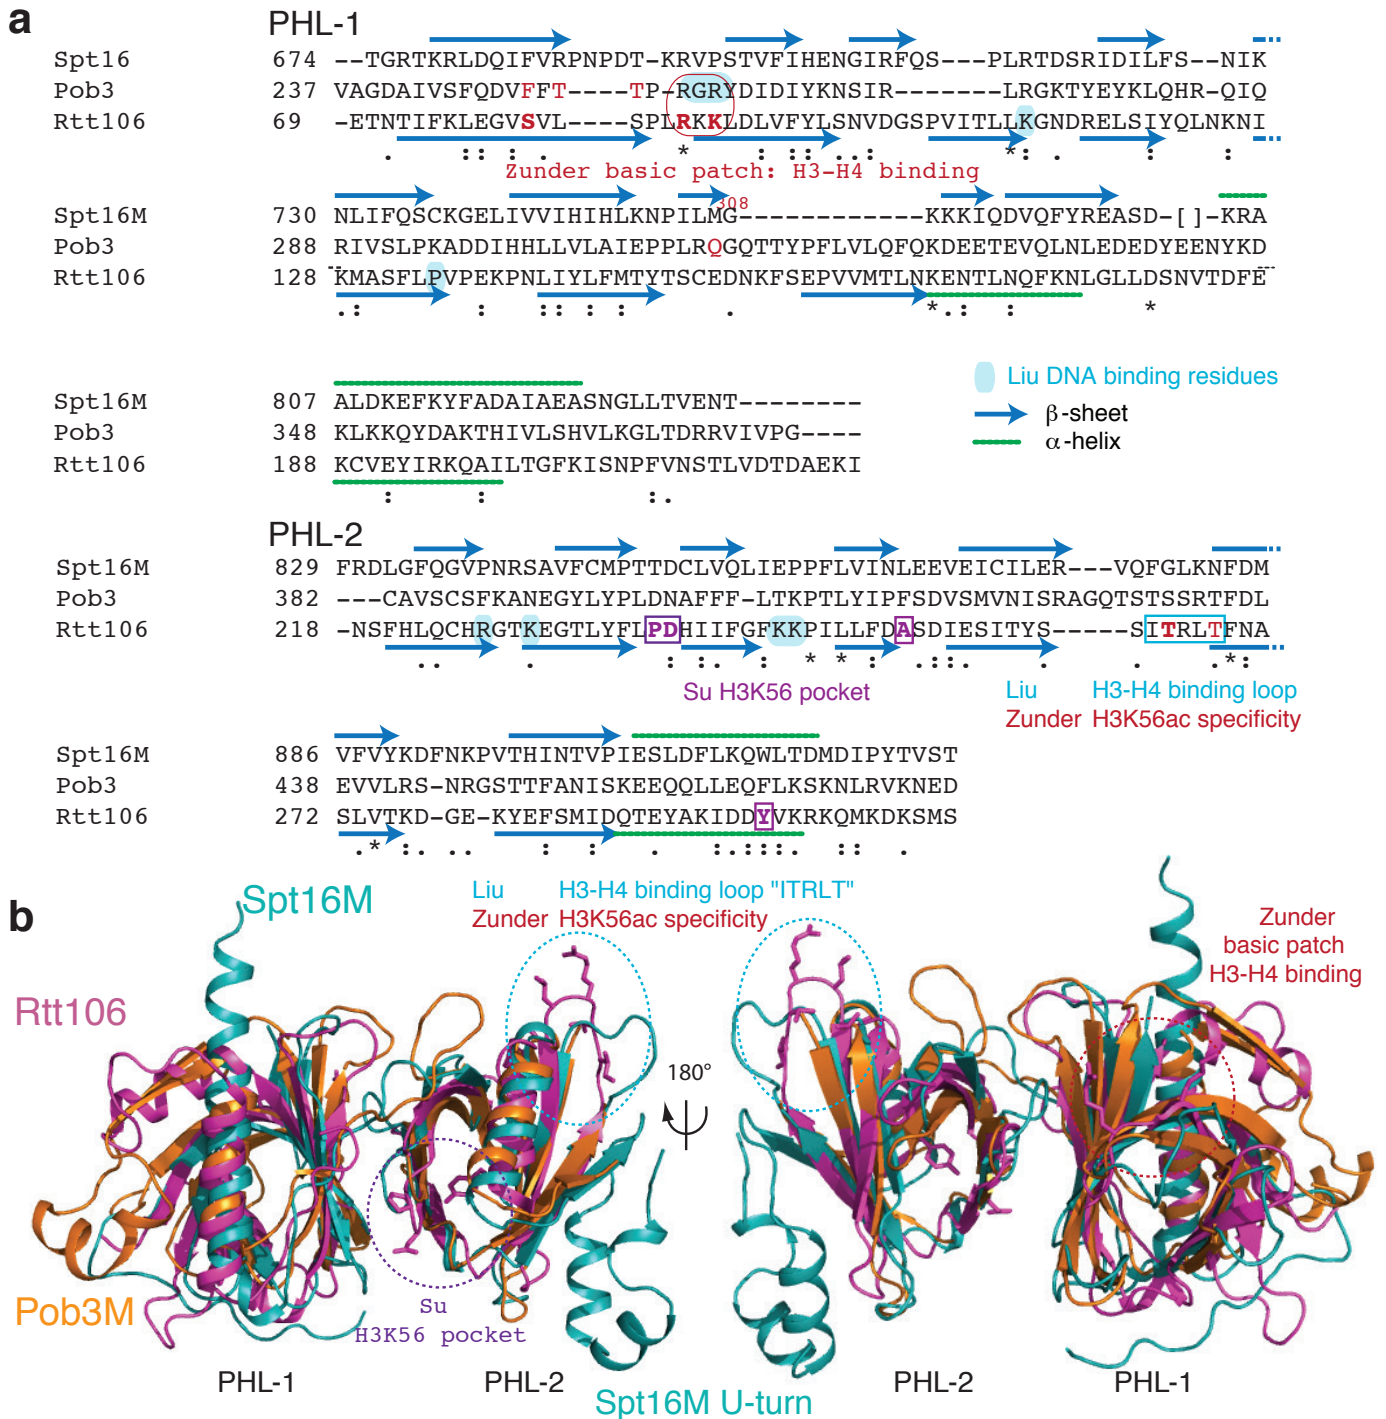 a
PHL-1
Spt16 674 --TGRTKRLDQIFVRPNPDT-KRVPSTVFIHENGIRFQS---PLRTDSRIDILFS--NIK
Pob3 237 VAGDAIVSFQDVFFT----TP-RGRYDIDIYKNSIR-------LRGKTYEYKLQHR-QIQ
Rtt106 69 -ETNTIFKLEGVSVL----SPLRKKLDLVFYLSNVDGSPVITLLKGNDRELSIYQLNKNI
. :: : . * : :: ..: *: . : :
Zunder basic patch: H3-H4 binding
308
Spt16M 730 NLIFQSCKGELIVVIHIHLKNPILMG------------KKKIQDVQFYREASD-[ ]-KRA
Pob3 288 RIVSLPKADDIHHLLVLAIEPPLRQGQTTYPFLVLQFQKDEETEVQLNLEDEDYEENYKD
Rtt106 128 KMASFLPVPEKPNLIYLFMTYTSCEDNKFSEPVVMTLNKENTLNQFKNLGLLDSNVTDFE
.: : :: : : . *.: : *
Spt16M 807 ALDKEFKYFADAIAEASNGLLTVENT--------
Pob3 348 KLKKQYDAKTHIVLSHVLKGLTDRRVIVPG----
Rtt106 188 KCVEYIRKQAILTGFKISNPFVNSTLVDTDAEKI
: : :.
Liu DNA binding residues
β-sheet
α-helix
PHL-2
Spt16M 829 FRDLGFQGVPNRSAVFCMPTTDCLVQLIEPPFLVINLEEVEICILER---VQFGLKNFDM
Pob3 382 ---CAVSCSFKANEGYLYPLDNAFFF-LTKPTLYIPFSDVSMVNISRAGQTSTSSRTFDL
Rtt106 218 -NSFHLQCHRGTKEGTLYFLPDHIIFGFKKPILLFDASDIESITYS-----SITRLTFNA
.. . : :. : * * : .::. . . .*:
Su H3K56 pocket
Liu H3-H4 binding loop
Zunder H3K56ac specificity
Spt16M 886 VFVYKDFNKPVTHINTVPIESLDFLKQWLTDMDIPYTVST
Pob3 438 EVVLRS-NRGSTTFANISKEEQQLLEQFLKSKNLRVKNED
Rtt106 272 SLVTKD-GE-KYEFSMIDQTEYAKIDDYVKRKQMKDKSMS
.*:. .. : : . :.::: :: .
b
Spt16M
Liu H3-H4 binding loop "ITRLT"
Zunder H3K56ac specificity
Zunder
basic patch
H3-H4 binding
Rtt106
180°
Pob3M
Su
H3K56 pocket
PHL-1
PHL-2
PHL-2
PHL-1
Spt16M U-turn